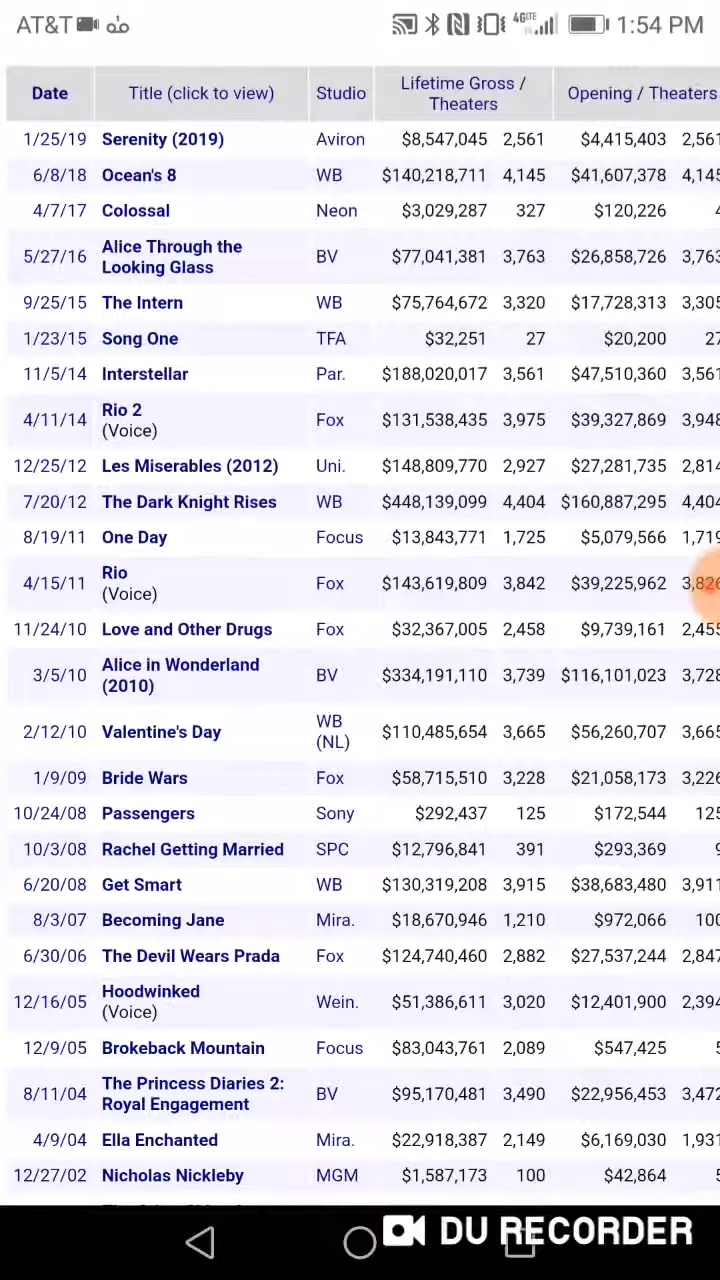 AT&T 4G LTE 1:54 PM
Date Title (click to view) Studio Lifetime Gross / Theaters Opening / Theaters
1/25/19 Serenity (2019) Aviron $8,547,045 2,561 $4,415,403 2,561
6/8/18 Ocean's 8 WB $140,218,711 4,145 $41,607,378 4,145
4/7/17 Colossal Neon $3,029,287 327 $120,226 4
5/27/16 Alice Through the Looking Glass BV $77,041,381 3,763 $26,858,726 3,763
9/25/15 The Intern WB $75,764,672 3,320 $17,728,313 3,305
1/23/15 Song One TFA $32,251 27 $20,200 27
11/5/14 Interstellar Par. $188,020,017 3,561 $47,510,360 3,561
4/11/14 Rio 2 (Voice) Fox $131,538,435 3,975 $39,327,869 3,948
12/25/12 Les Miserables (2012) Uni. $148,809,770 2,927 $27,281,735 2,814
7/20/12 The Dark Knight Rises WB $448,139,099 4,404 $160,887,295 4,404
8/19/11 One Day Focus $13,843,771 1,725 $5,079,566 1,719
4/15/11 Rio (Voice) Fox $143,619,809 3,842 $39,225,962 3,826
11/24/10 Love and Other Drugs Fox $32,367,005 2,458 $9,739,161 2,455
3/5/10 Alice in Wonderland (2010) BV $334,191,110 3,739 $116,101,023 3,728
2/12/10 Valentine's Day WB (NL) $110,485,654 3,665 $56,260,707 3,665
1/9/09 Bride Wars Fox $58,715,510 3,228 $21,058,173 3,226
10/24/08 Passengers Sony $292,437 125 $172,544 125
10/3/08 Rachel Getting Married SPC $12,796,841 391 $293,369 9
6/20/08 Get Smart WB $130,319,208 3,915 $38,683,480 3,911
8/3/07 Becoming Jane Mira. $18,670,946 1,210 $972,066 100
6/30/06 The Devil Wears Prada Fox $124,740,460 2,882 $27,537,244 2,847
12/16/05 Hoodwinked (Voice) Wein. $51,386,611 3,020 $12,401,900 2,394
12/9/05 Brokeback Mountain Focus $83,043,761 2,089 $547,425 5
8/11/04 The Princess Diaries 2: Royal Engagement BV $95,170,481 3,490 $22,956,453 3,472
4/9/04 Ella Enchanted Mira. $22,918,387 2,149 $6,169,030 1,931
12/27/02 Nicholas Nickleby MGM $1,587,173 100 $42,864 5
DU RECORDER